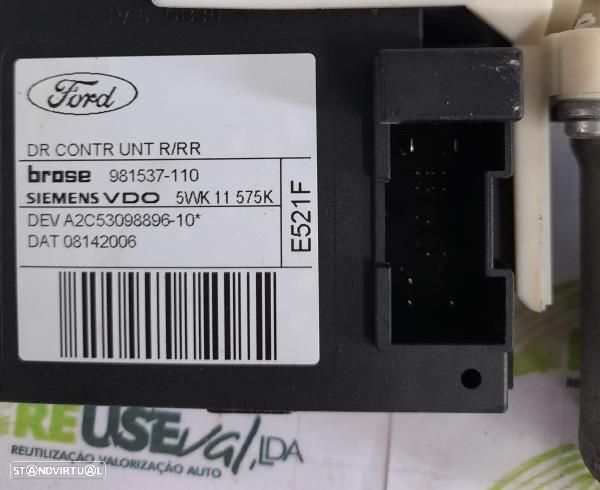 Ford
DR CONTR UNT R/RR
brose 981537-110
SIEMENS VDO 5WK 11 575K
DEV A2C53098896-10*
DAT 08142006
E521F
REUSEval, LDA
REUTILIZAÇÃO VALORIZAÇÃO AUTO
STANDVIRTUAL